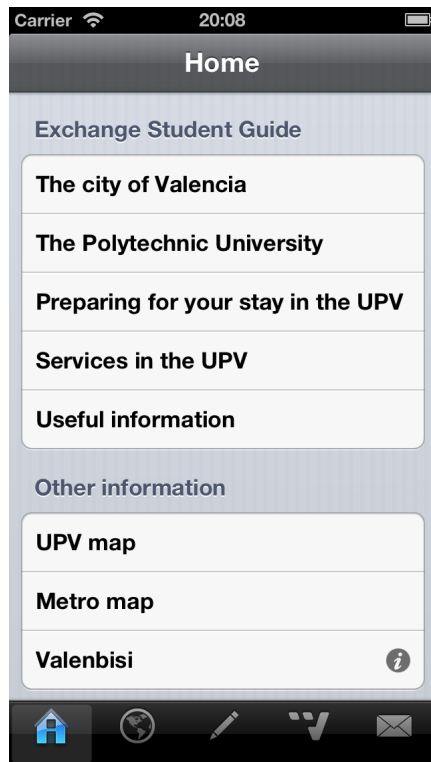 Carrier 20:08
Home
Exchange Student Guide
The city of Valencia
The Polytechnic University
Preparing for your stay in the UPV
Services in the UPV
Useful information
Other information
UPV map
Metro map
Valenbisi